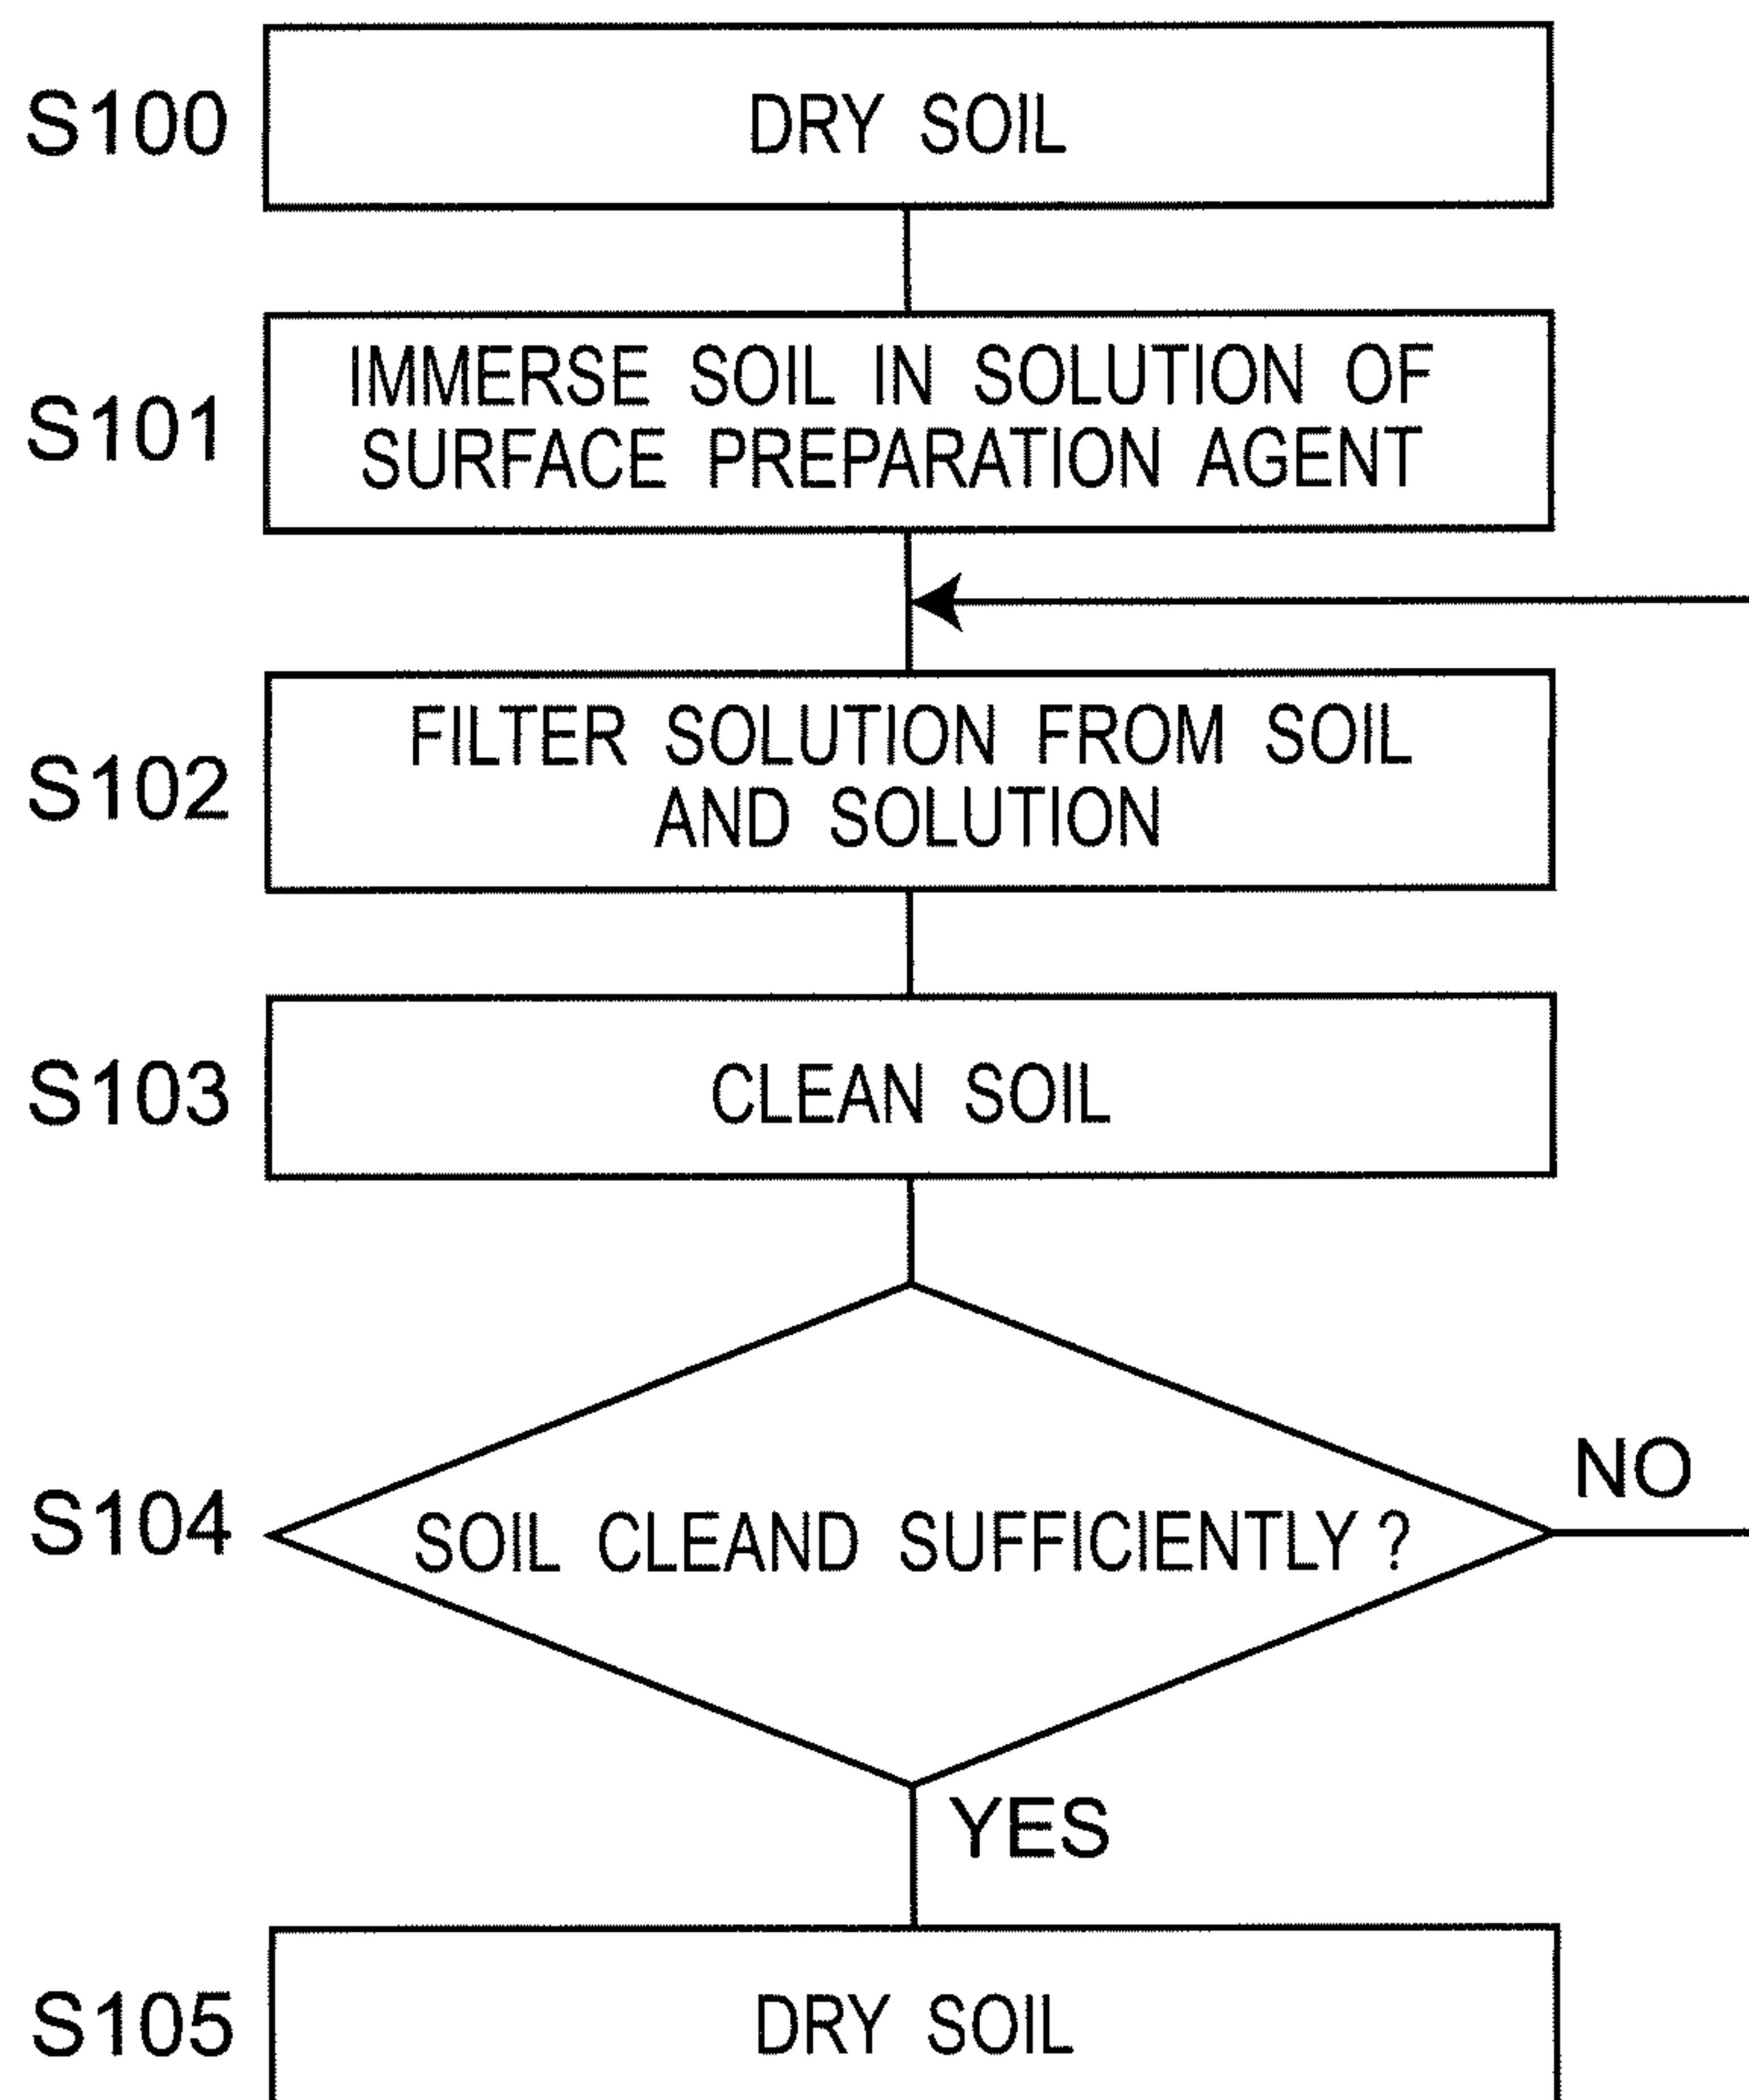 S100
DRY SOIL
S101
IMMERSE SOIL IN SOLUTION OF
SURFACE PREPARATION AGENT
S102
FILTER SOLUTION FROM SOIL
AND SOLUTION
S103
CLEAN SOIL
S104
SOIL CLEAND SUFFICIENTLY ?
NO
YES
S105
DRY SOIL